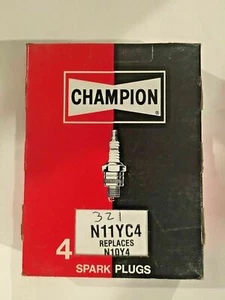 CHAMPION
®
321
N11YC4
REPLACES
N10Y4
4
SPARK PLUGS